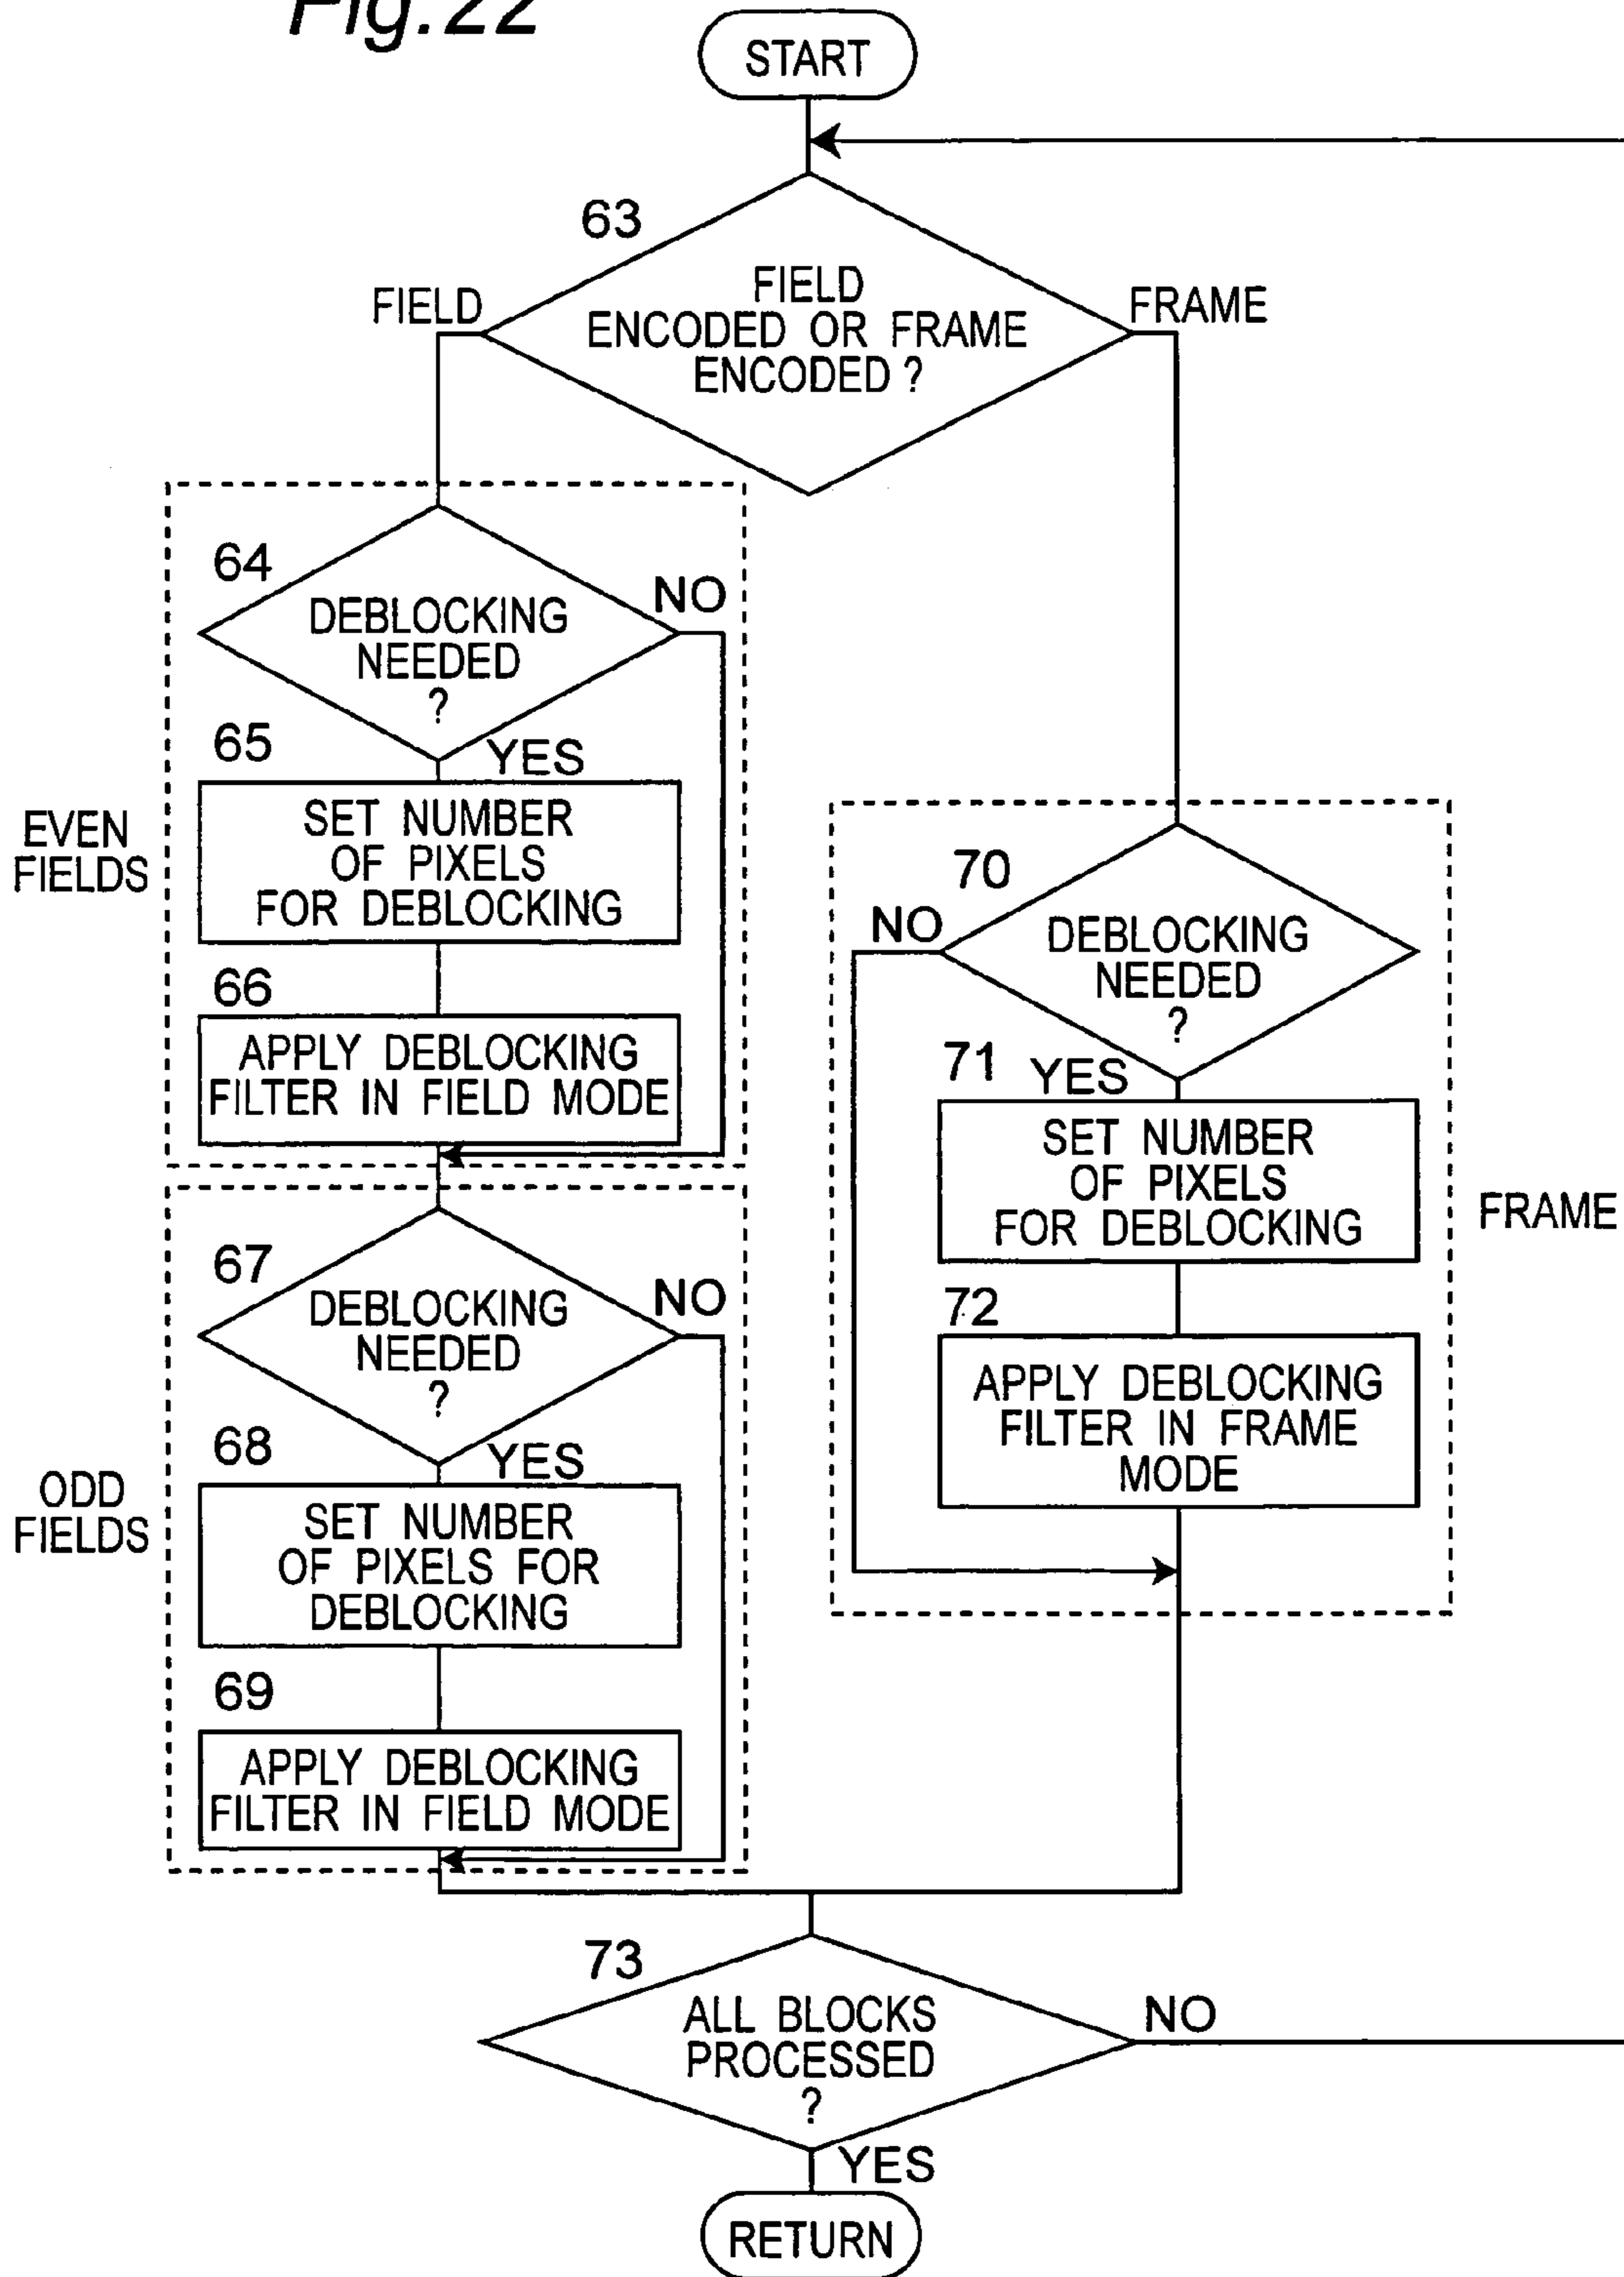 Fig.22
START
63
FIELD
ENCODED OR FRAME
ENCODED ?
FIELD
FRAME
64
DEBLOCKING
NEEDED
?
NO
YES
65
SET NUMBER
OF PIXELS
FOR DEBLOCKING
EVEN
FIELDS
66
APPLY DEBLOCKING
FILTER IN FIELD MODE
67
DEBLOCKING
NEEDED
?
NO
YES
68
SET NUMBER
OF PIXELS FOR
DEBLOCKING
ODD
FIELDS
69
APPLY DEBLOCKING
FILTER IN FIELD MODE
70
DEBLOCKING
NEEDED
?
NO
YES
71
SET NUMBER
OF PIXELS
FOR DEBLOCKING
FRAME
72
APPLY DEBLOCKING
FILTER IN FRAME
MODE
73
ALL BLOCKS
PROCESSED
?
NO
YES
RETURN